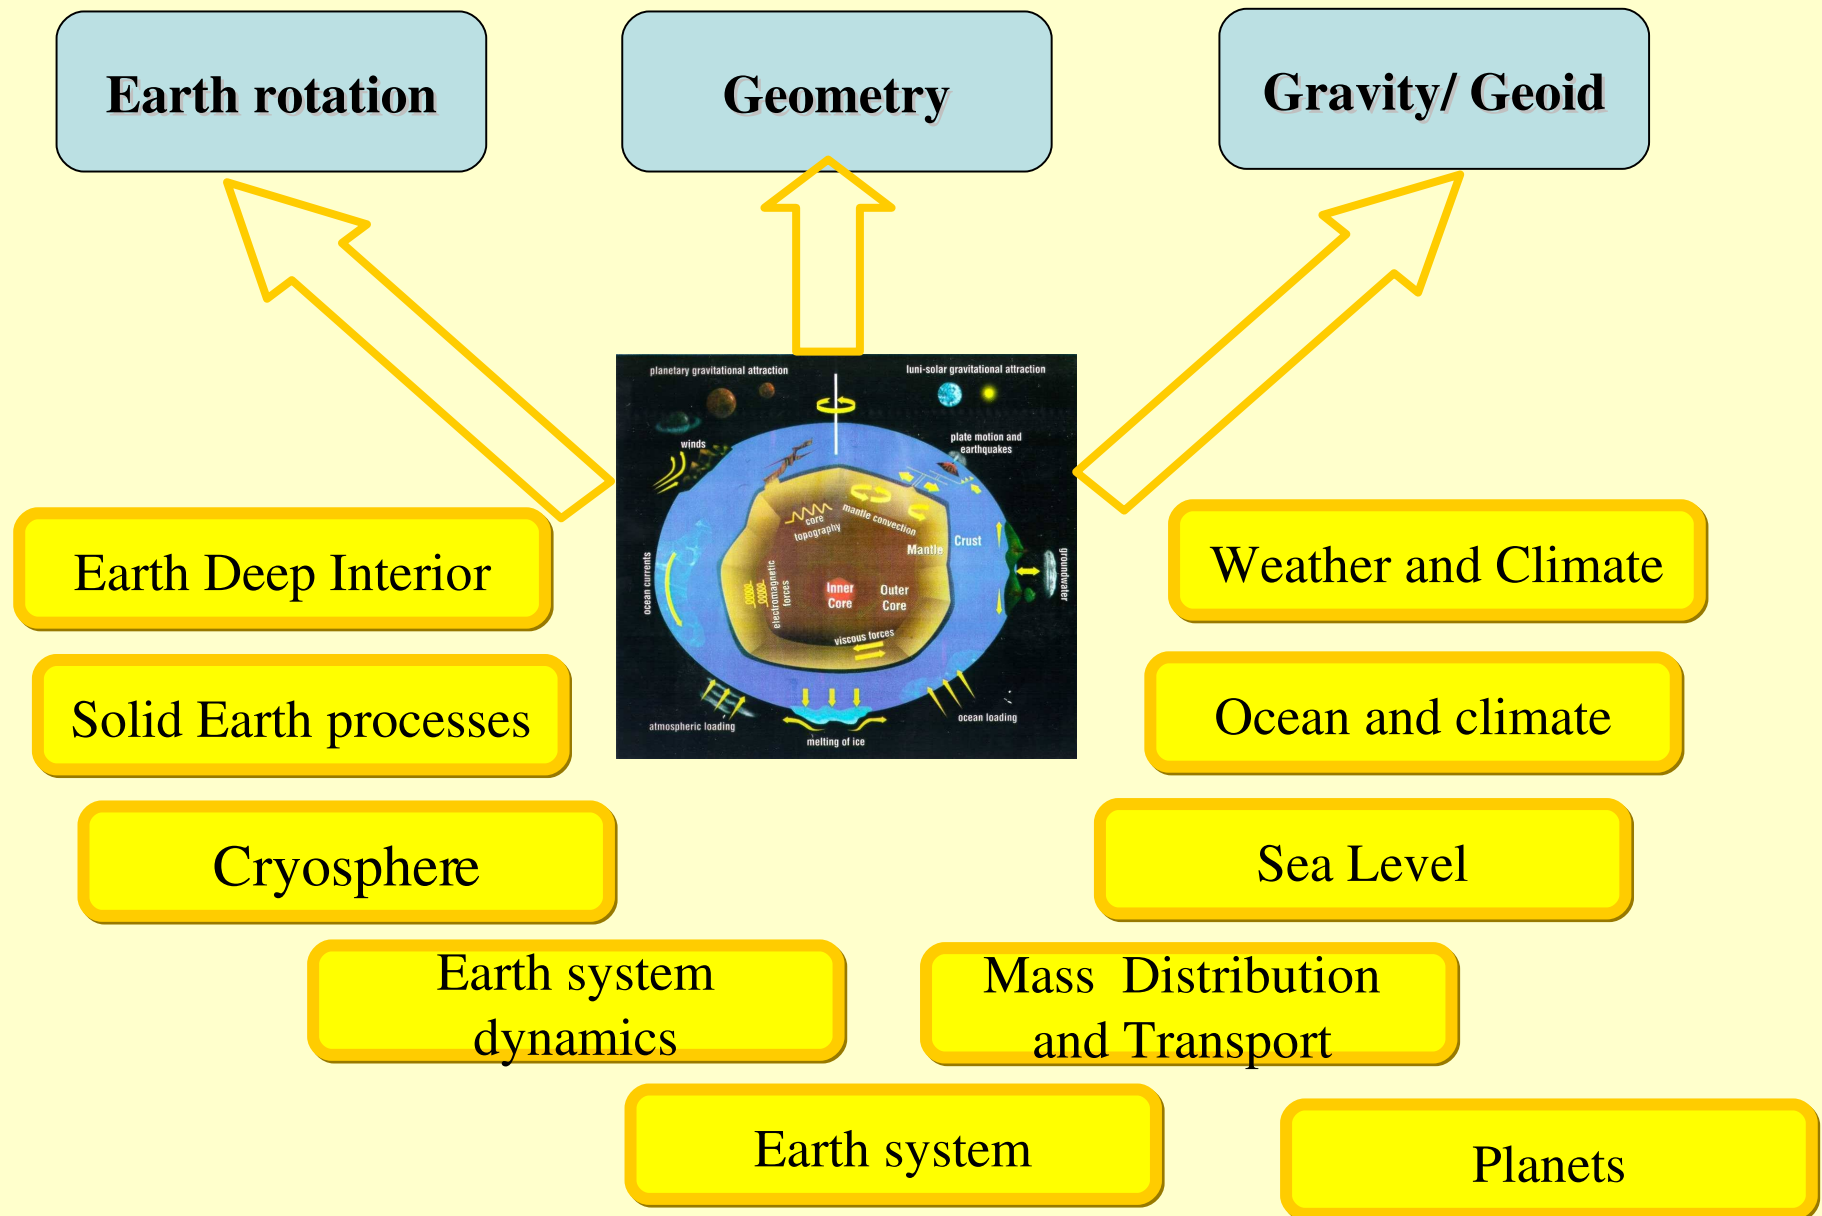 Earth rotation
Geometry
Gravity/ Geoid
planetary gravitational attraction
luni-solar gravitational attraction
winds
plate motion and
earthquakes
core
topography
mantle convection
Mantle
Crust
ocean currents
electromagnetic
forces
Inner
Core
Outer
Core
groundwater
viscous forces
atmospheric loading
melting of ice
ocean loading
Earth Deep Interior
Weather and Climate
Solid Earth processes
Ocean and climate
Cryosphere
Sea Level
Earth system
dynamics
Mass Distribution
and Transport
Earth system
Planets